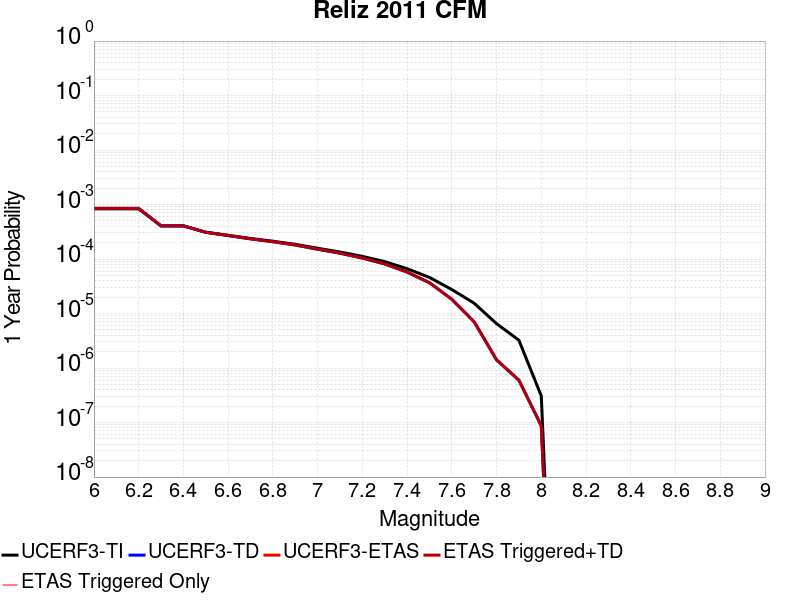 Reliz 2011 CFM
10^0
10^-1
10^-2
10^-3
10^-4
10^-5
10^-6
10^-7
10^-8
1 Year Probability
6 6.2 6.4 6.6 6.8 7 7.2 7.4 7.6 7.8 8 8.2 8.4 8.6 8.8 9
Magnitude
UCERF3-TI UCERF3-TD UCERF3-ETAS ETAS Triggered+TD
ETAS Triggered Only